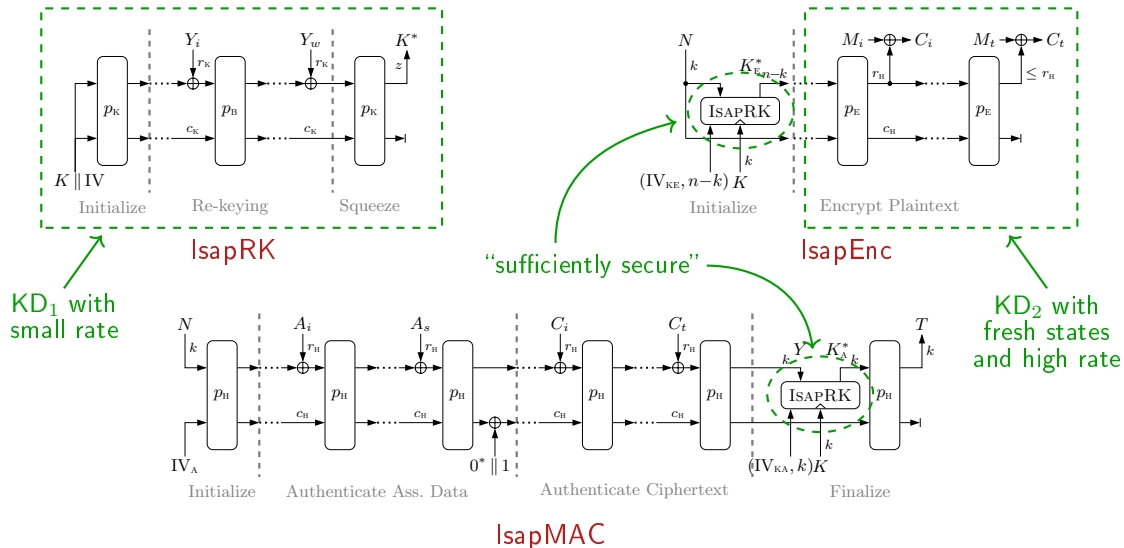 Y_i Y_w K*
r_K r_K z
p_K p_B p_K
c_K c_K
K ∥ IV
Initialize Re-keying Squeeze
IsapRK
KD_1 with
small rate
N M_i C_i M_t C_t
k K*_E n−k r_H ≤ r_H
IsapRK p_E p_E
c_H
k
(IV_KE, n−k) K
Initialize Encrypt Plaintext
IsapEnc
"sufficiently secure"
KD_2 with
fresh states
and high rate
N A_i A_s C_i C_t Y K*_A T
k r_H r_H r_H r_H k k k
p_H p_H p_H p_H p_H IsapRK p_H
c_H c_H c_H c_H
k
IV_A 0* ∥ 1 (IV_KA, k) K
Initialize Authenticate Ass. Data Authenticate Ciphertext Finalize
IsapMAC